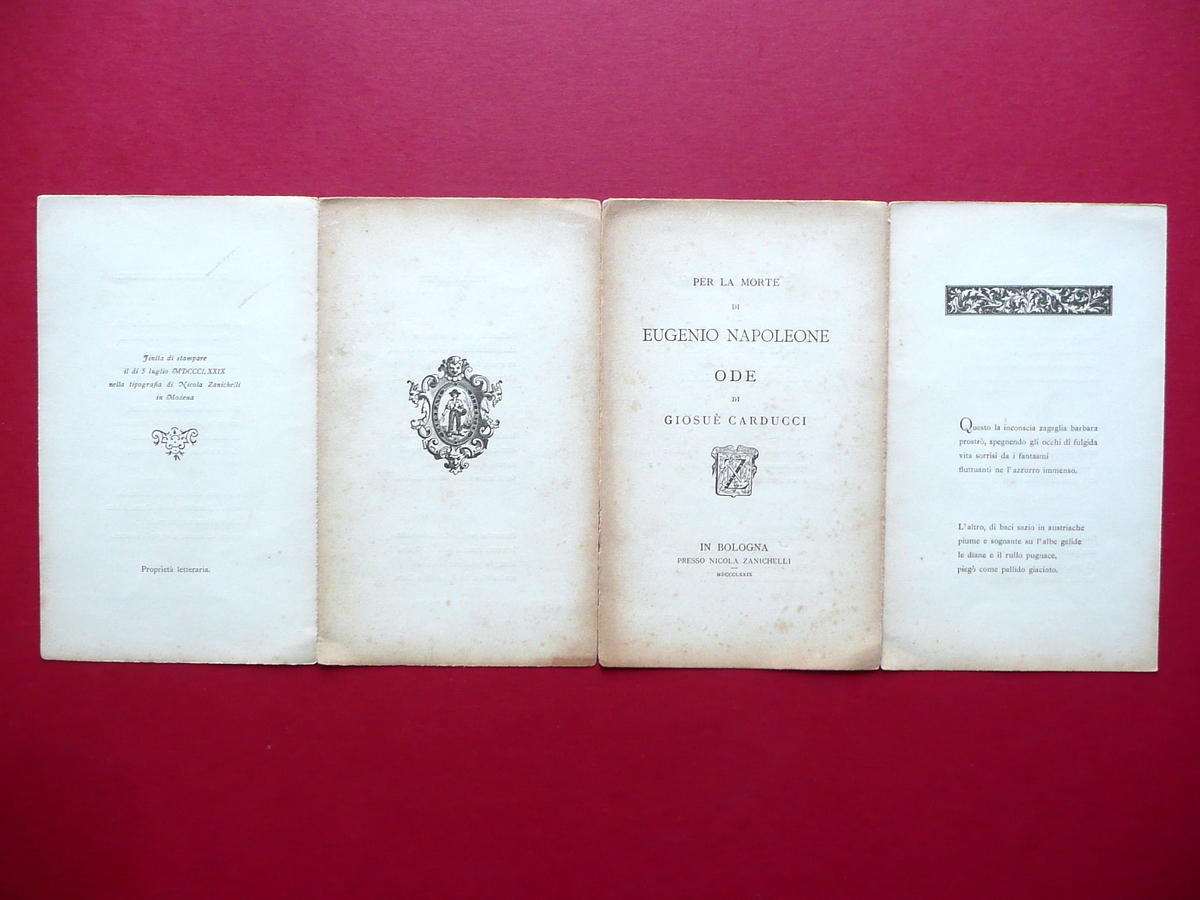 Finita di stampare
il di 5 luglio MDCCCLXXIX
nella tipografia di Nicola Zanichelli
in Modena
Proprietà letteraria.
PER LA MORTE
DI
EUGENIO NAPOLEONE
ODE
DI
GIOSUÈ CARDUCCI
IN BOLOGNA
PRESSO NICOLA ZANICHELLI
MDCCCLXXIX
Questo la inconscia zagaglia barbara
prostrò, spegnendo gli occhi di fulgida
vita sorrisi da i fantasmi
fluttuanti ne l'azzurro immenso.
L'altro, di baci sazio in austriache
piume e sognante su l'albe gelide
le diane e il rullo pugnace,
piegò come pallido giacinto.